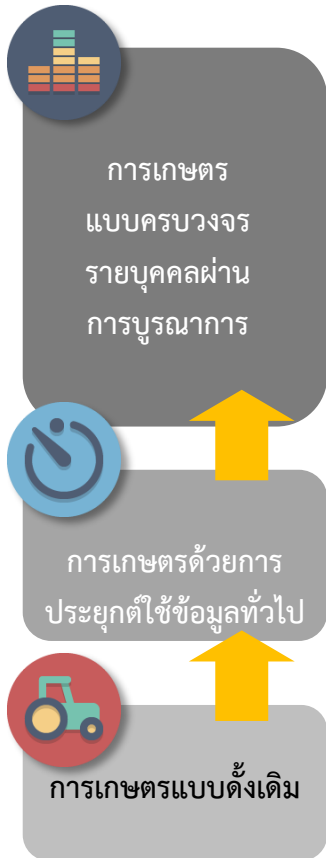 การเกษตร
แบบครบวงจร
รายบุคคลผ่าน
การบูรณาการ
การเกษตรด้วยการ
ประยุกต์ใช้ข้อมูลทั่วไป
การเกษตรแบบดั้งเดิม